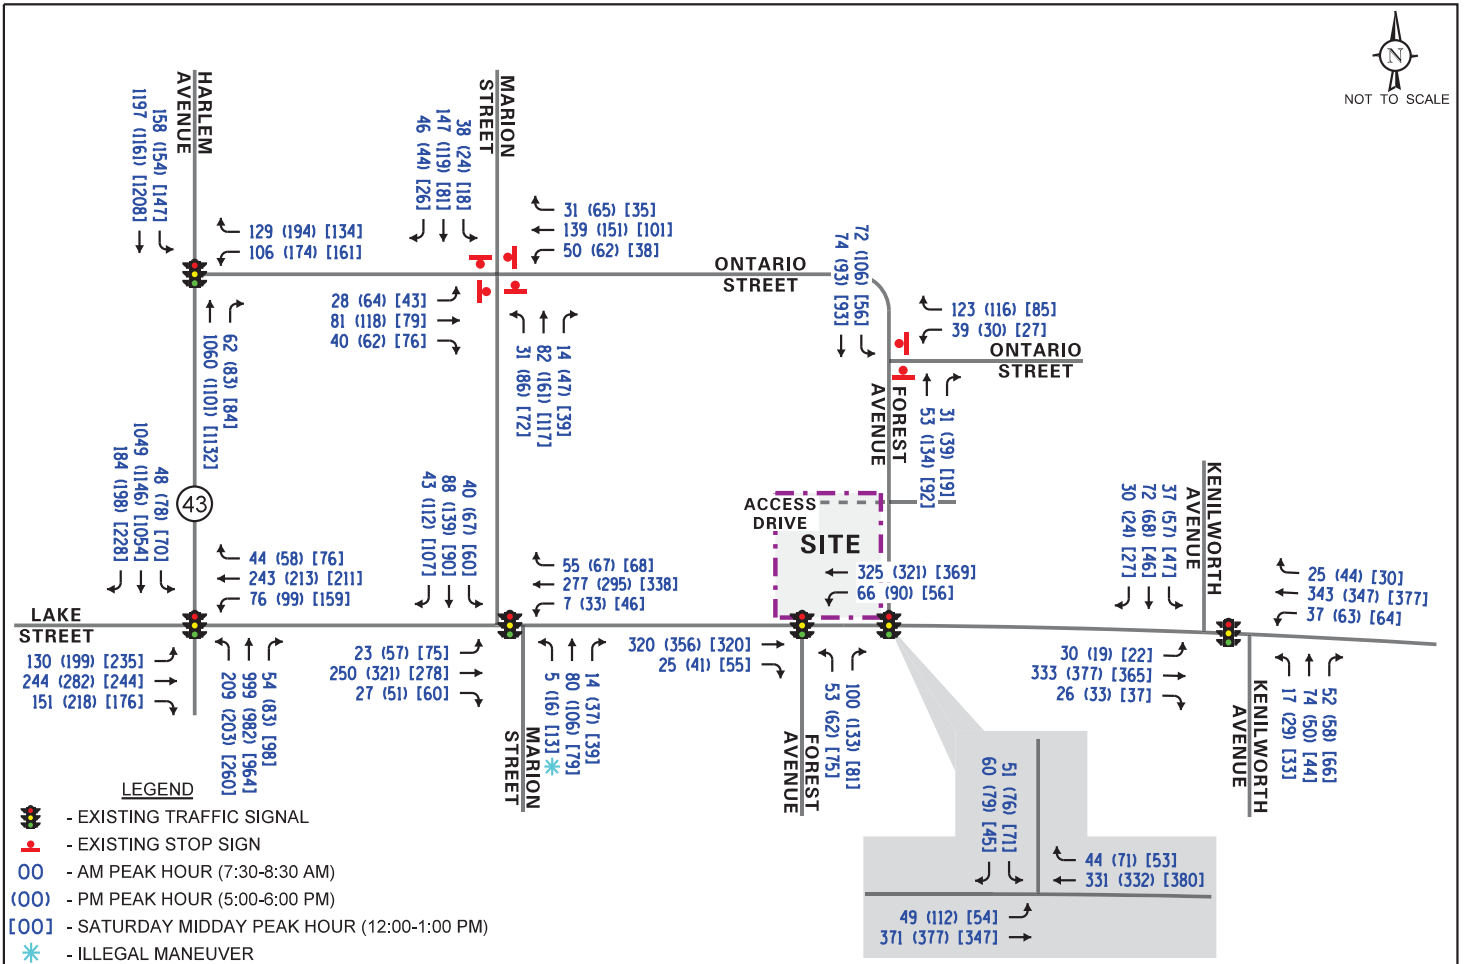 N
NOT TO SCALE
HARLEM
AVENUE
158 (154) [147]
1197 (1161) [1208]
129 (194) [134]
106 (174) [161]
62 (83) [84]
1060 (1101) [1132]
MARION
STREET
38 (24) [18]
147 (119) [81]
46 (44) [26]
31 (65) [35]
139 (151) [101]
50 (62) [38]
28 (64) [43]
81 (118) [79]
40 (62) [76]
14 (47) [39]
82 (161) [117]
31 (86) [72]
ONTARIO
STREET
72 (106) [56]
74 (93) [93]
123 (116) [85]
39 (30) [27]
ONTARIO
STREET
FOREST
AVENUE
31 (39) [19]
53 (134) [92]
43
48 (78) [70]
1049 (1146) [1054]
184 (198) [228]
44 (58) [76]
243 (213) [211]
76 (99) [159]
LAKE
STREET
130 (199) [235]
244 (282) [244]
151 (218) [176]
54 (83) [98]
999 (982) [964]
209 (203) [260]
40 (67) [60]
88 (139) [90]
43 (112) [107]
55 (67) [68]
277 (295) [338]
7 (33) [46]
23 (57) [75]
250 (321) [278]
27 (51) [60]
14 (37) [39]
80 (106) [79]
5 (16) [13]
MARION
STREET
ACCESS
DRIVE
SITE
325 (321) [369]
66 (90) [56]
320 (356) [320]
25 (41) [55]
100 (133) [81]
53 (62) [75]
FOREST
AVENUE
KENILWORTH
AVENUE
37 (57) [47]
72 (68) [46]
30 (24) [27]
25 (44) [30]
343 (347) [377]
37 (63) [64]
30 (19) [22]
333 (377) [365]
26 (33) [37]
52 (58) [66]
74 (50) [44]
17 (29) [33]
KENILWORTH
AVENUE
51 (76) [71]
60 (79) [45]
44 (71) [53]
331 (332) [380]
49 (112) [54]
371 (377) [347]
LEGEND
- EXISTING TRAFFIC SIGNAL
- EXISTING STOP SIGN
00 - AM PEAK HOUR (7:30-8:30 AM)
(00) - PM PEAK HOUR (5:00-6:00 PM)
[00] - SATURDAY MIDDAY PEAK HOUR (12:00-1:00 PM)
- ILLEGAL MANEUVER